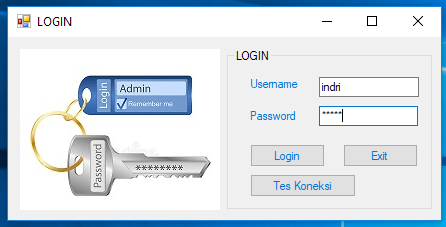 LOGIN
Login
Admin
Remember me
Password
********
LOGIN
Username indri
Password *****
Login Exit
Tes Koneksi